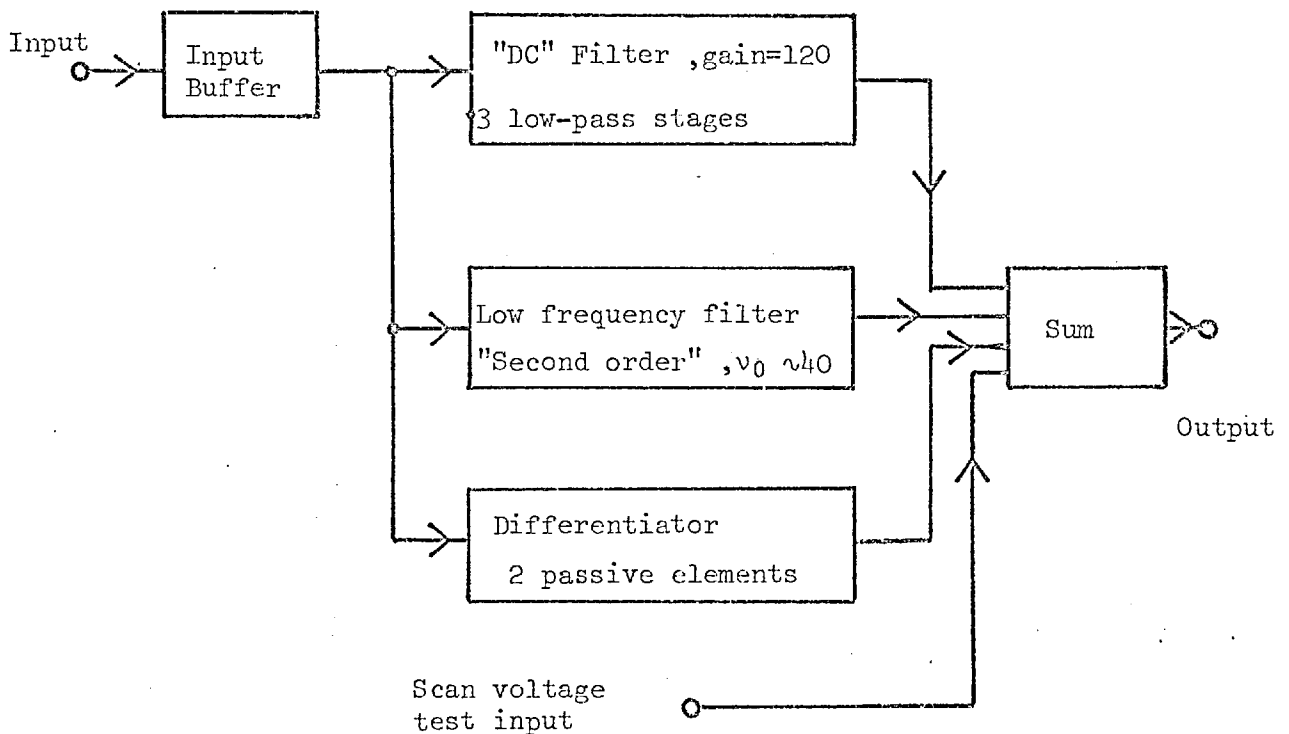 Input
Input
Buffer
"DC" Filter ,gain=120
3 low-pass stages
Low frequency filter
"Second order" ,ν0 ~40
Sum
Output
Differentiator
2 passive elements
Scan voltage
test input